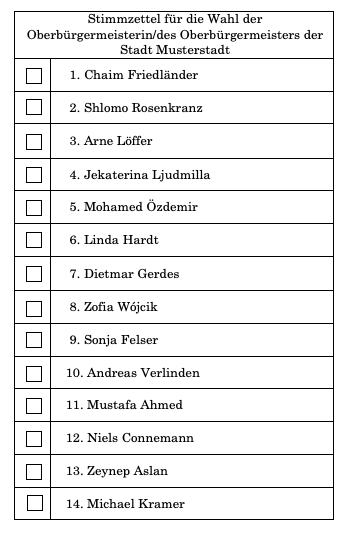 Stimmzettel für die Wahl der
Oberbürgermeisterin/des Oberbürgermeisters der
Stadt Musterstadt
1. Chaim Friedländer
2. Shlomo Rosenkranz
3. Arne Löffer
4. Jekaterina Ljudmilla
5. Mohamed Özdemir
6. Linda Hardt
7. Dietmar Gerdes
8. Zofia Wójcik
9. Sonja Felser
10. Andreas Verlinden
11. Mustafa Ahmed
12. Niels Connemann
13. Zeynep Aslan
14. Michael Kramer